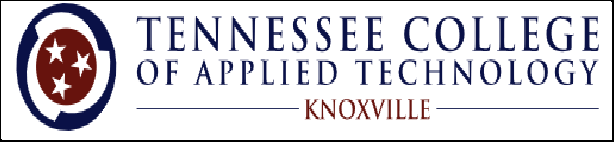 TENNESSEE COLLEGE
OF APPLIED TECHNOLOGY
KNOXVILLE